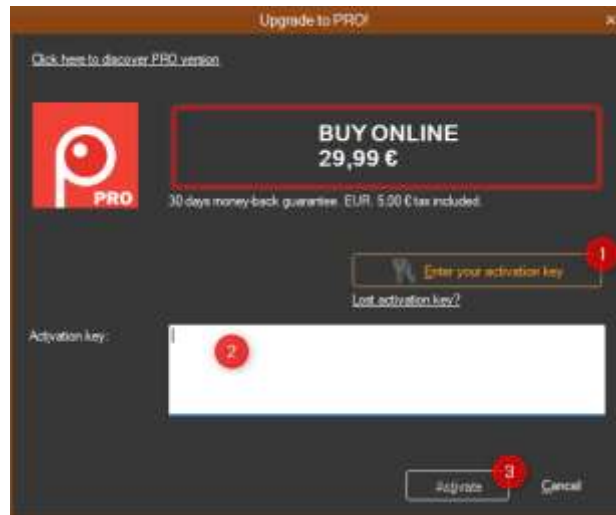 Upgrade to PRO!
Click here to discover PRO version
BUY ONLINE
29,99 €
PRO
30 days money-back guarantee. EUR. 5.00 € tax included.
1
Enter your activation key
Lost activation key?
Activation key:
2
3
Activate
Cancel